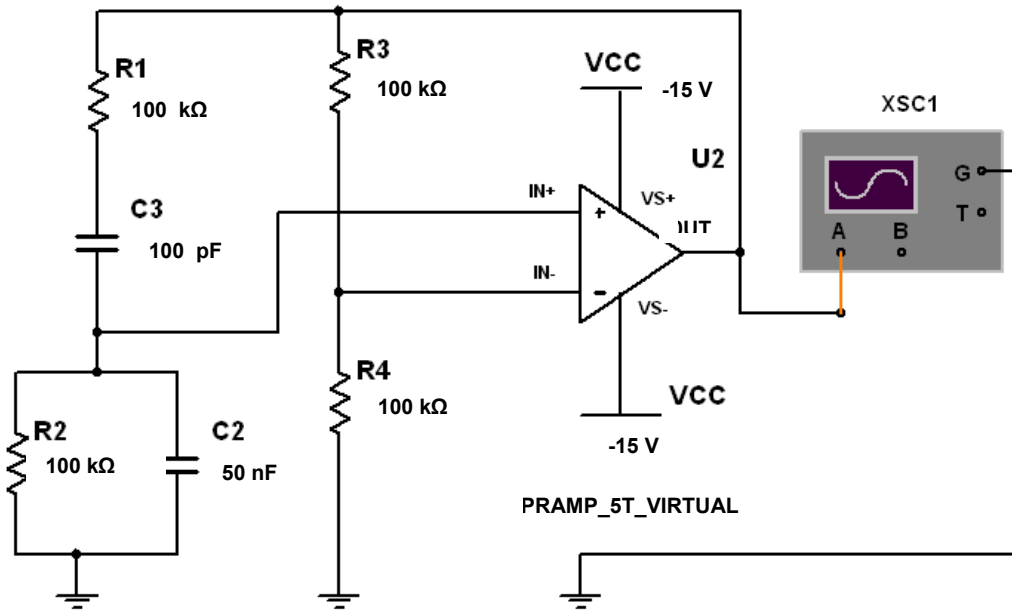 R1
100 kΩ
C3
100 pF
R2
100 kΩ
C2
50 nF
R3
100 kΩ
R4
100 kΩ
VCC
-15 V
U2
IN+
VS+
+
IN-
-
VS-
VCC
-15 V
PRAMP_5T_VIRTUAL
XSC1
G
T
A
B